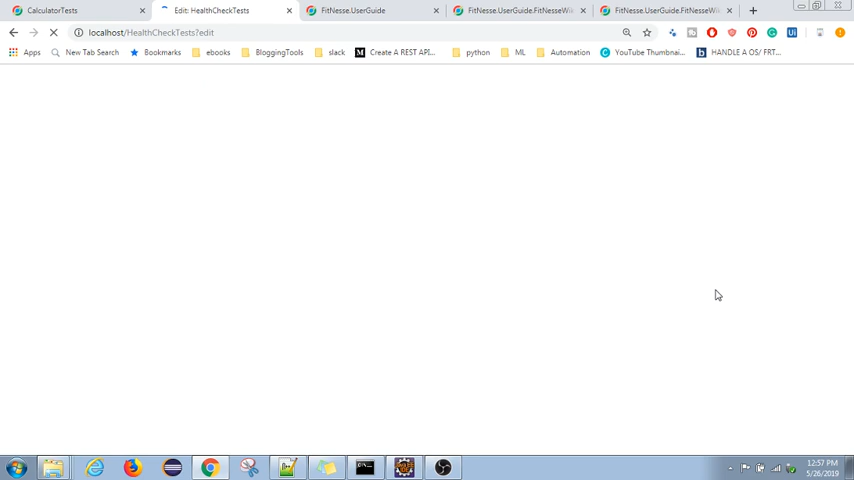 CalculatorTests
Edit: HealthCheckTests
FitNesse.UserGuide
FitNesse.UserGuide.FitNesseWi
FitNesse.UserGuide.FitNesseWi
localhost/HealthCheckTests?edit
Apps
New Tab Search
Bookmarks
ebooks
BloggingTools
slack
Create A REST API...
python
ML
Automation
YouTube Thumbnai...
HANDLE A OS/ FRT...
12:57 PM
5/26/2019